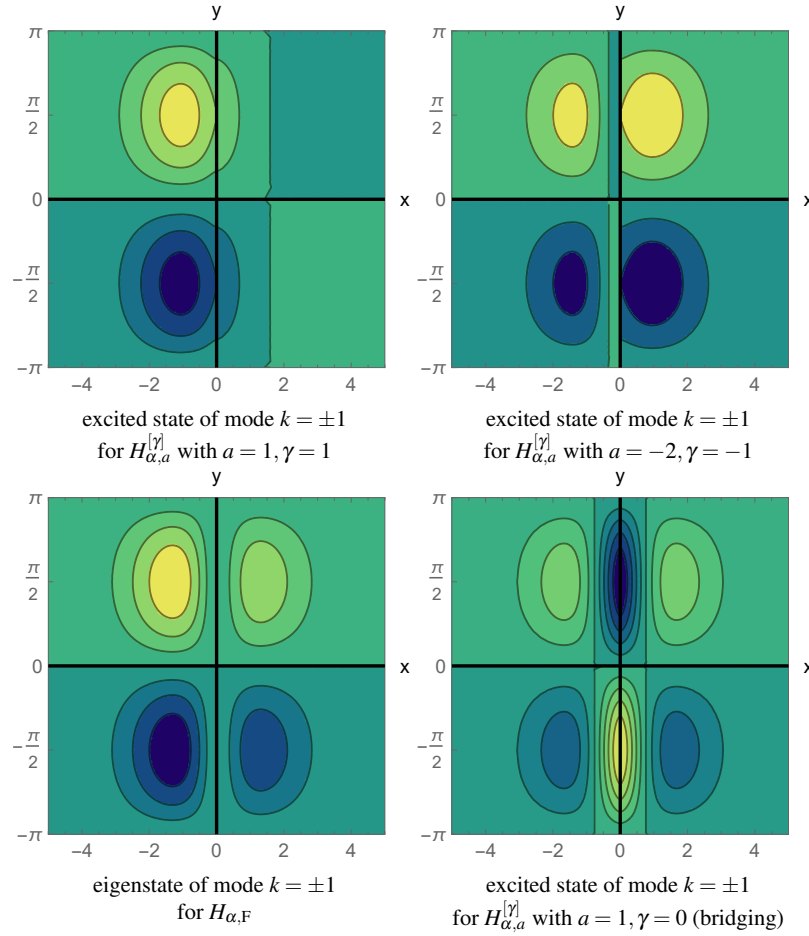 y
y
π
π
π/2
π/2
0
x
0
x
−π/2
−π/2
−π
−π
−4 −2 0 2 4
−4 −2 0 2 4
excited state of mode k = ±1
for H_{α,a}^{[γ]} with a = 1, γ = 1
excited state of mode k = ±1
for H_{α,a}^{[γ]} with a = −2, γ = −1
y
y
π
π
π/2
π/2
0
x
0
x
−π/2
−π/2
−π
−π
−4 −2 0 2 4
−4 −2 0 2 4
eigenstate of mode k = ±1
for H_{α,F}
excited state of mode k = ±1
for H_{α,a}^{[γ]} with a = 1, γ = 0 (bridging)